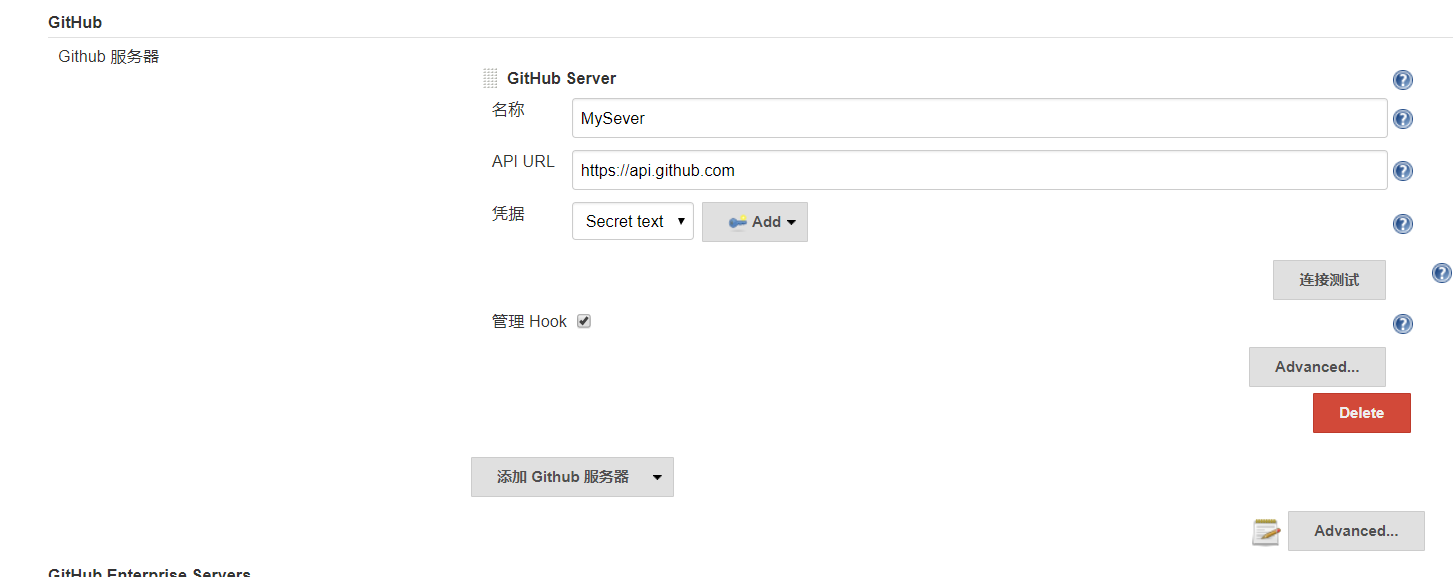 GitHub
Github 服务器
GitHub Server
名称
MySever
API URL
https://api.github.com
凭据
Secret text
Add
连接测试
管理 Hook
Advanced...
Delete
添加 Github 服务器
Advanced...
GitHub Enterprise Servers